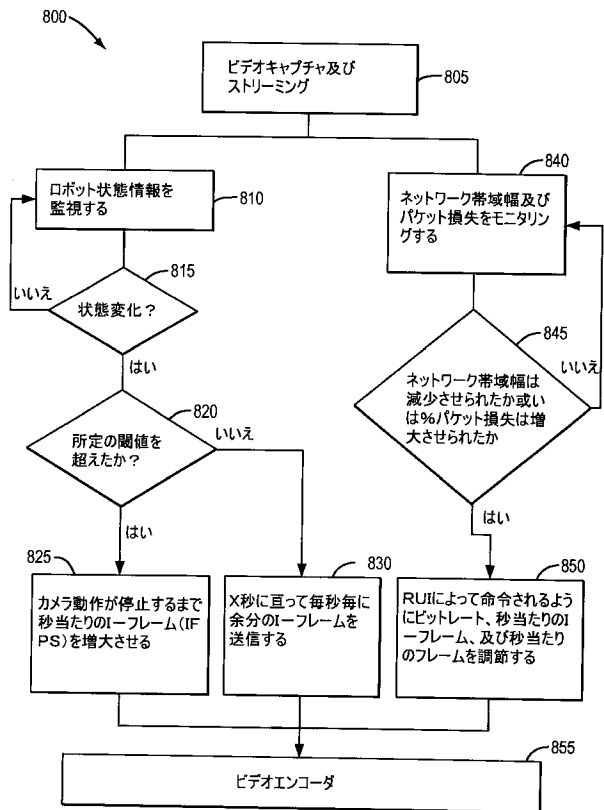 800
ビデオキャプチャ及び
ストリーミング
805
ロボット状態情報を
監視する
810
状態変化？
815
いいえ
はい
所定の閾値を
超えたか？
820
いいえ
はい
825
カメラ動作が停止するまで
秒当たりのI－フレーム（IF
PS）を増大させる
830
X秒に亘って毎秒毎に
余分のI－フレームを
送信する
840
ネットワーク帯域幅及び
パケット損失をモニタリン
グする
845
いいえ
ネットワーク帯域幅は
減少させられたか或い
は％パケット損失は増
大させられたか
はい
850
RUIによって命令されるよう
にビットレート、秒当たりのI
－フレーム、及び秒当たり
のフレームを調節する
855
ビデオエンコーダ